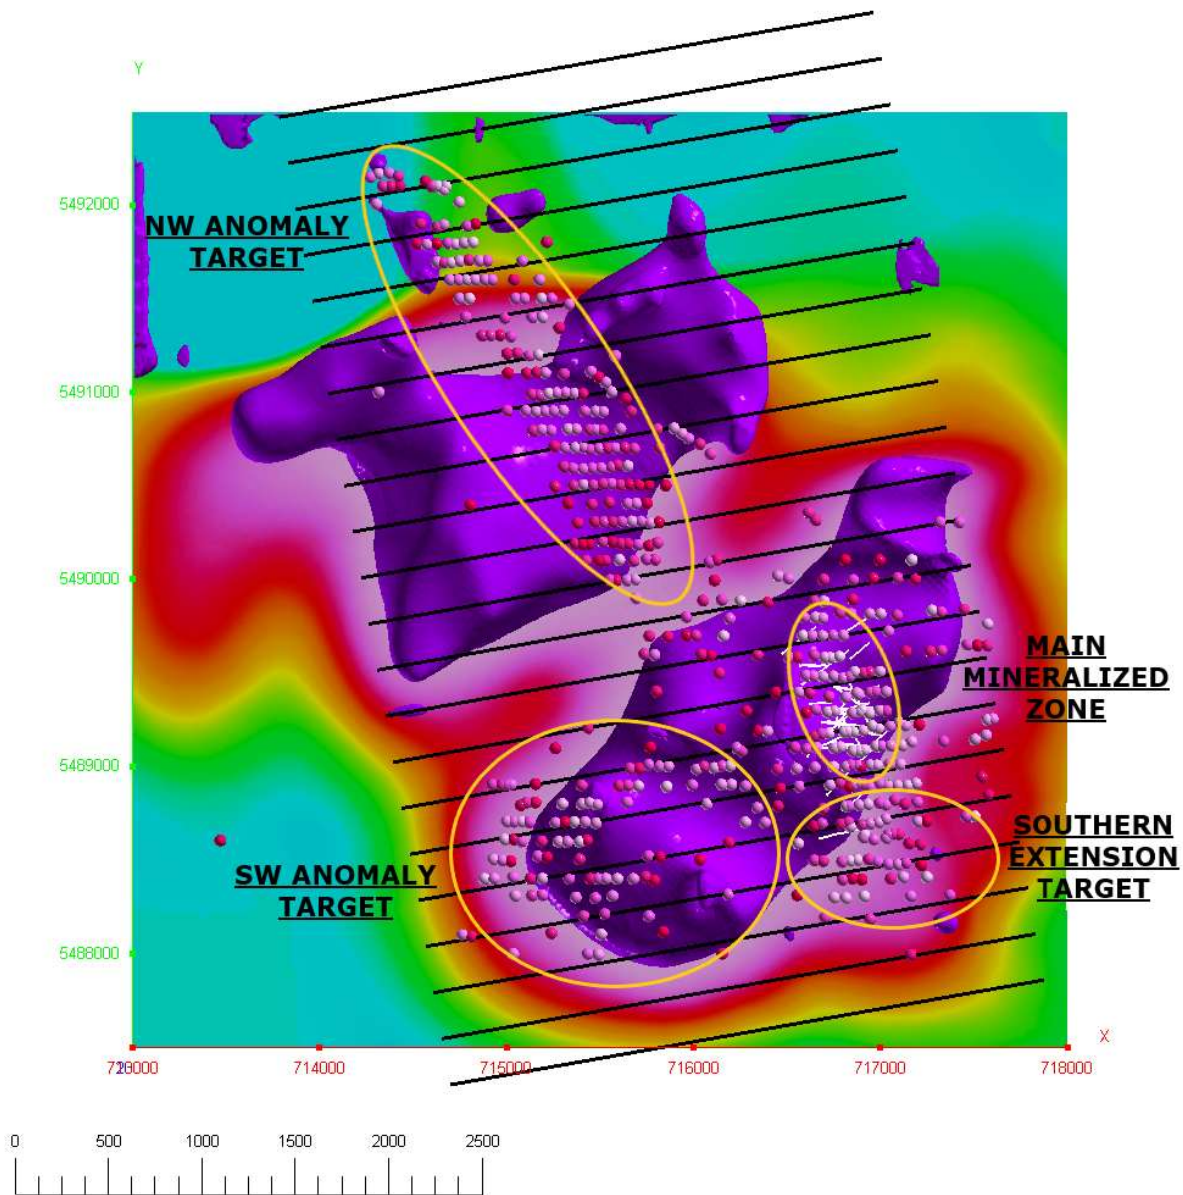 Y
5492000
NW ANOMALY
TARGET
5491000
5490000
MAIN
MINERALIZED
ZONE
5489000
SOUTHERN
EXTENSION
TARGET
SW ANOMALY
TARGET
5488000
X
714000
715000
716000
717000
718000
0
500
1000
1500
2000
2500